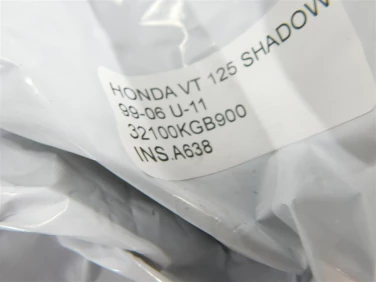 HONDA VT 125 SHADOW
99-06 U-11
32100KGB900
INS.A638